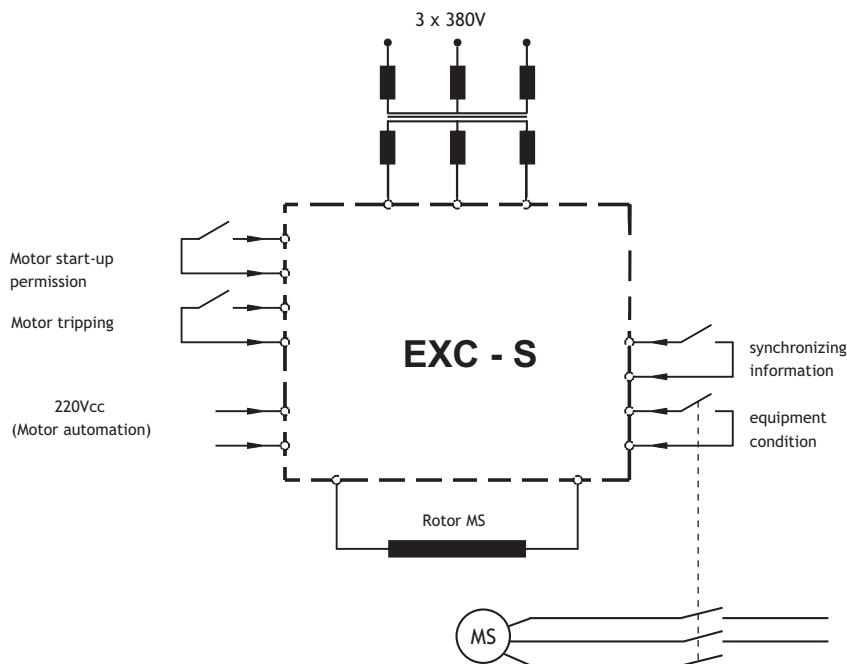 3 x 380V
Motor start-up
permission
Motor tripping
EXC - S
synchronizing
information
220Vcc
(Motor automation)
equipment
condition
Rotor MS
MS